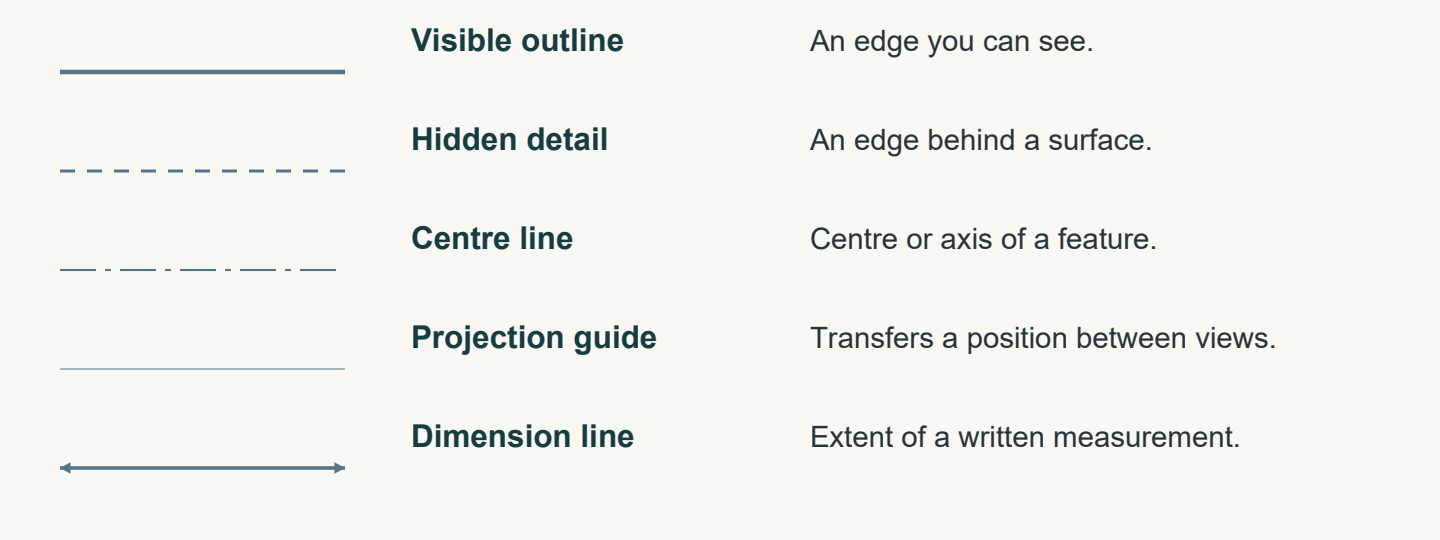 Visible outline An edge you can see.
Hidden detail An edge behind a surface.
Centre line Centre or axis of a feature.
Projection guide Transfers a position between views.
Dimension line Extent of a written measurement.